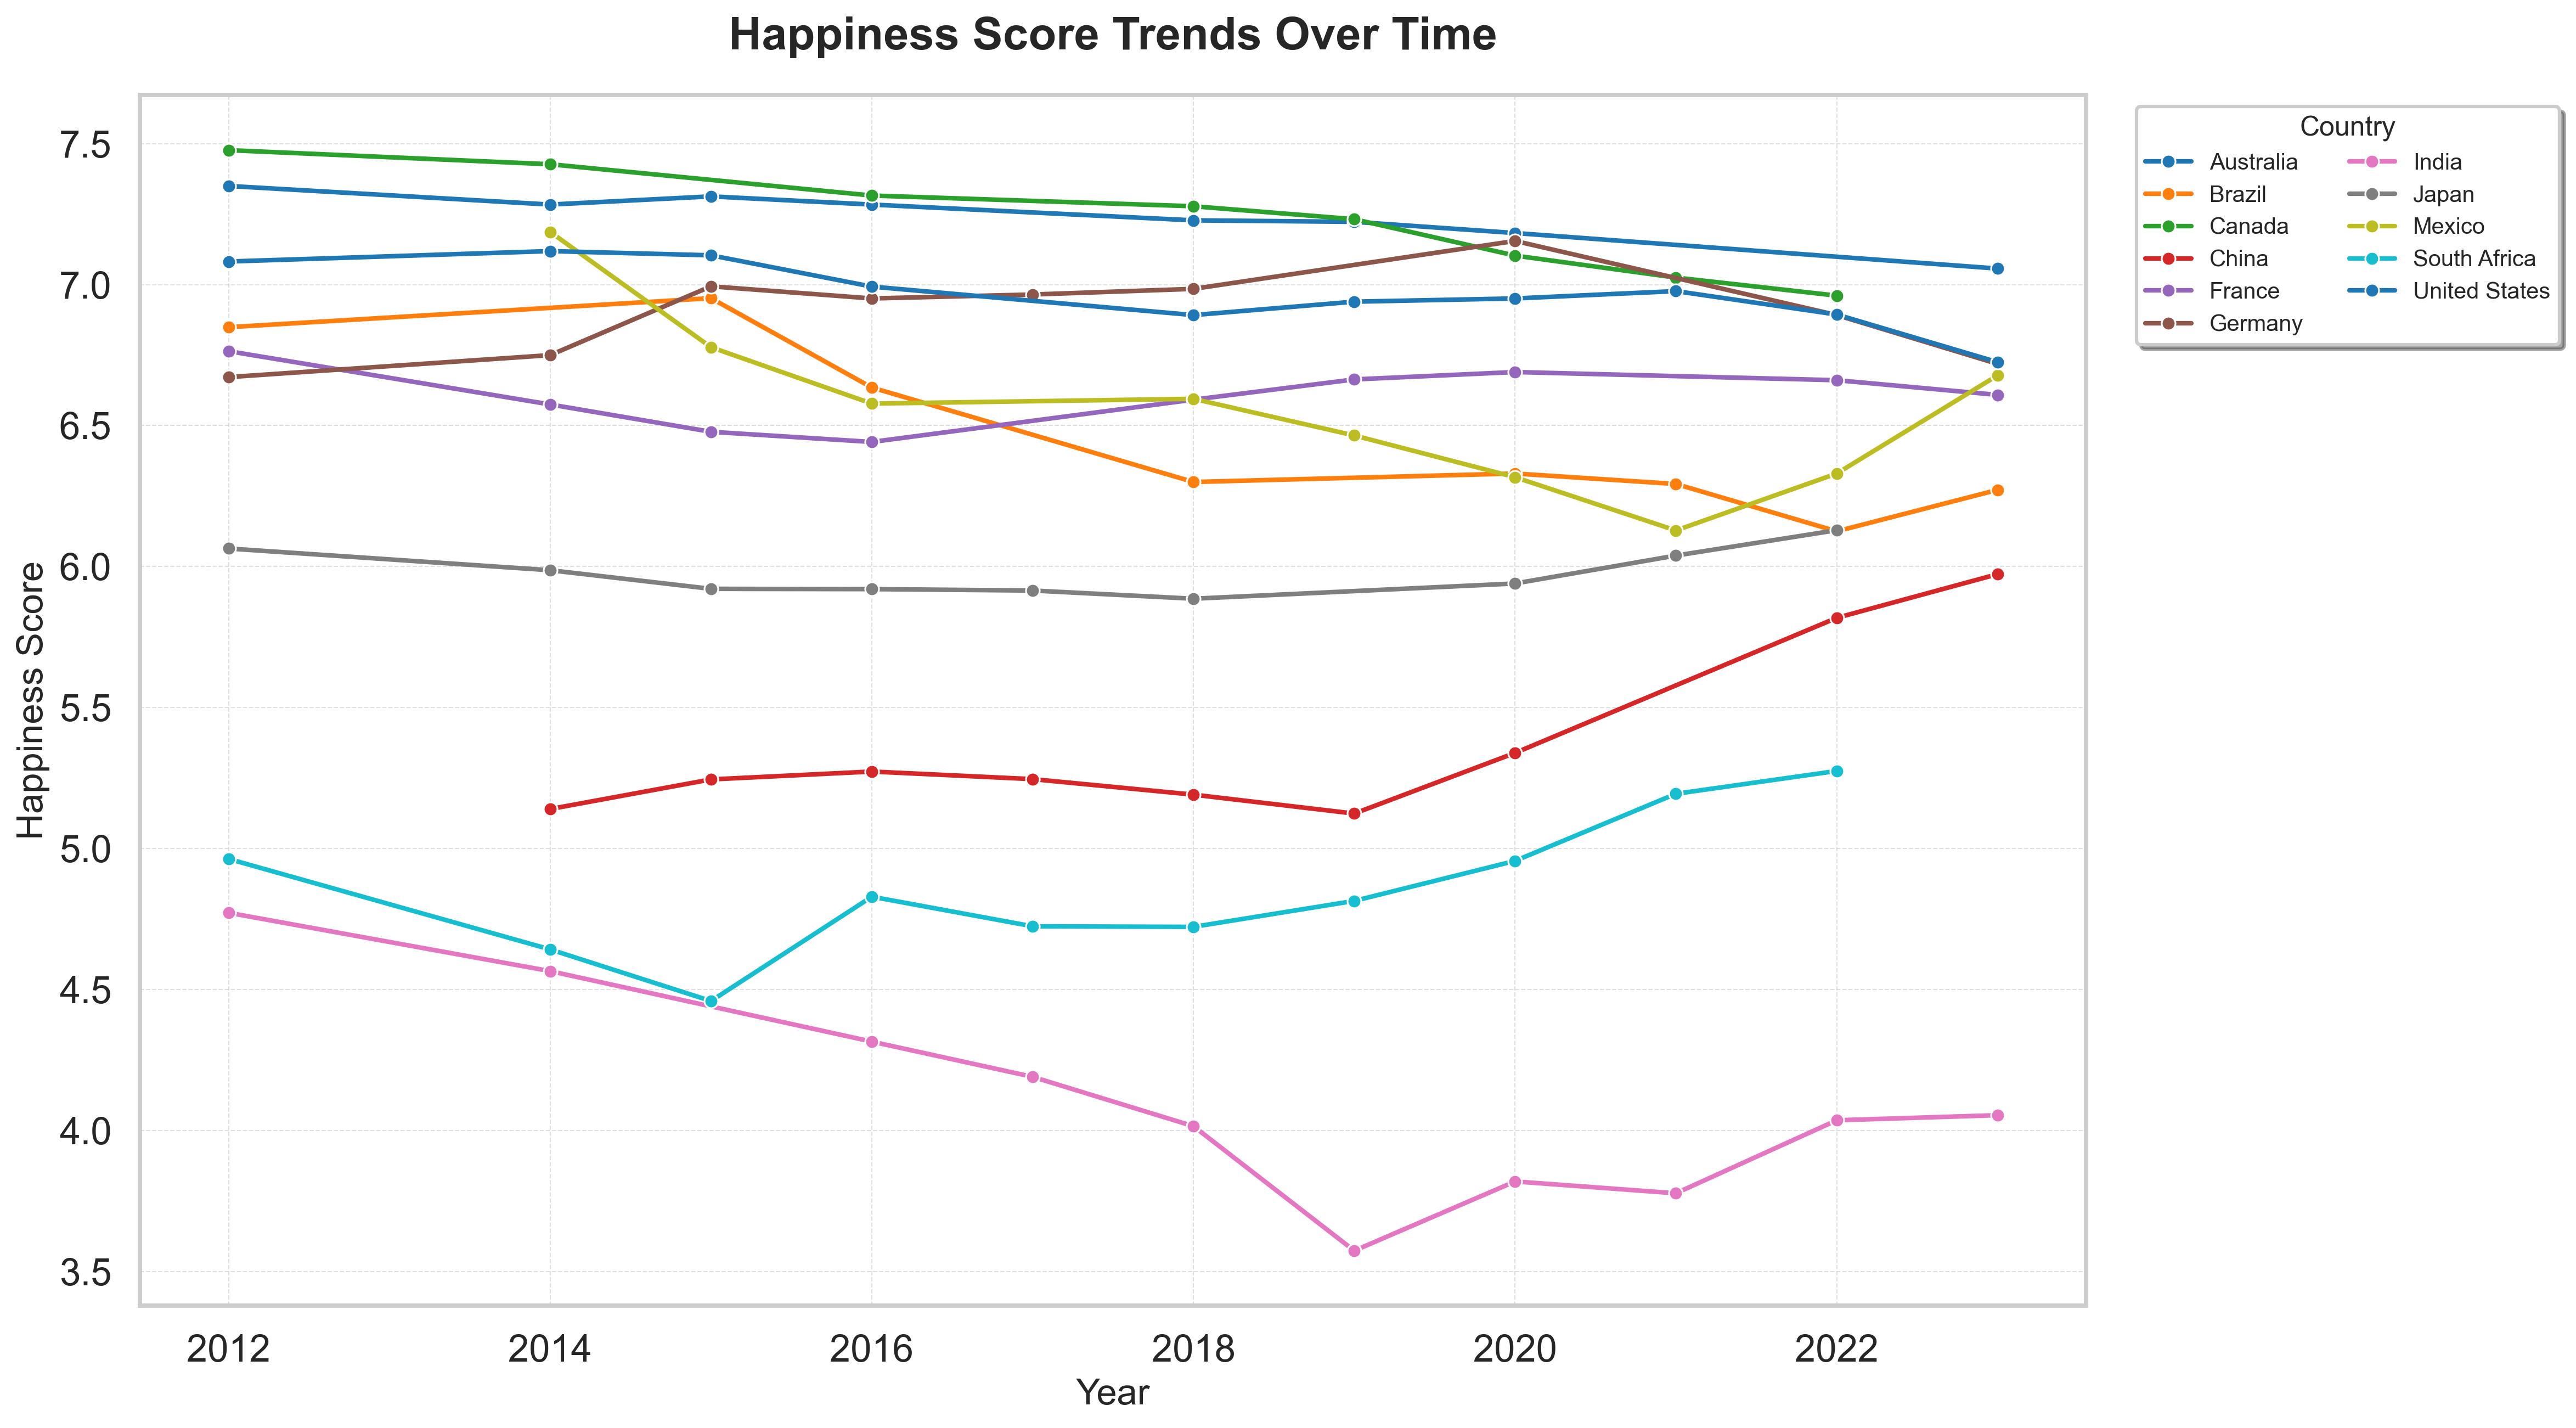 Happiness Score Trends Over Time
Happiness Score
7.5
7.0
6.5
6.0
5.5
5.0
4.5
4.0
3.5
2012
2014
2016
2018
2020
2022
Year
Country
Australia
Brazil
Canada
China
France
Germany
India
Japan
Mexico
South Africa
United States